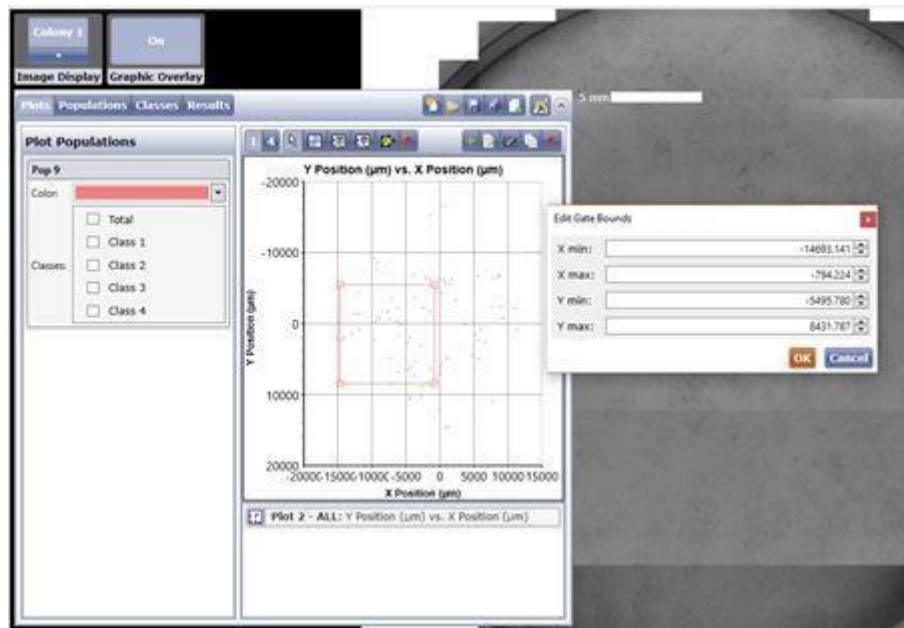 Colony 1
On
Image Display Graphic Overlay
Plots Populations Classes Results
5 mm
Plot Populations
Pop 9
Color:
Total
Class 1
Classes: Class 2
Class 3
Class 4
Y Position (µm) vs. X Position (µm)
-20000
-10000
0
10000
20000
Y Position (µm)
-15000 -5000 0 5000 10000 15000
X Position (µm)
Plot 2 - ALL: Y Position (µm) vs. X Position (µm)
Edit Gate Bounds
X min: -14693.141
X max: -794.224
Y min: -5495.780
Y max: 8431.787
OK Cancel